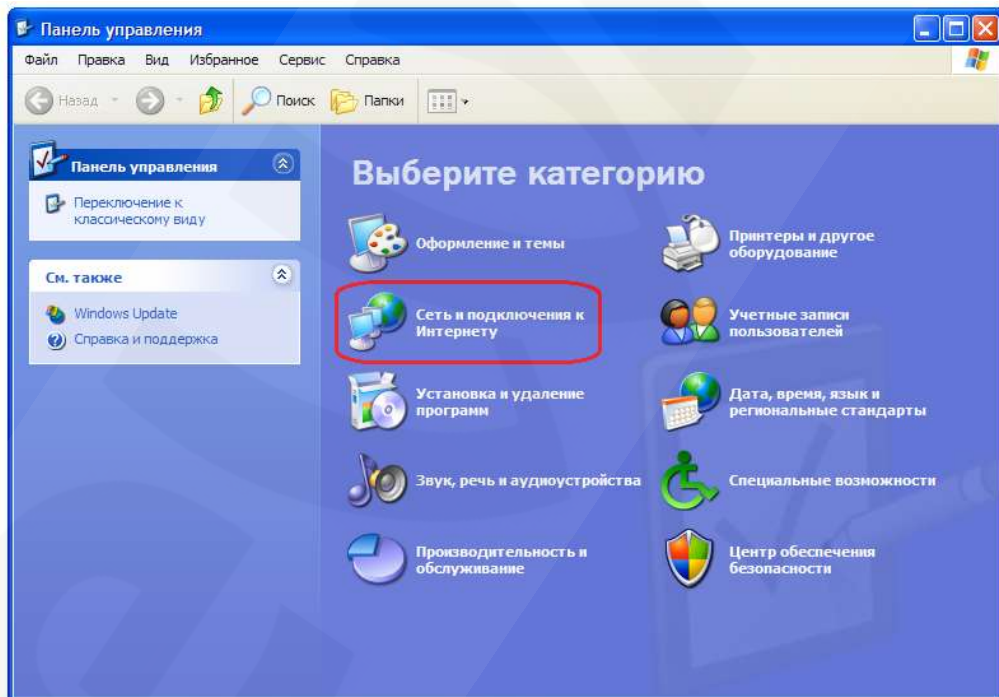 Панель управления
Файл Правка Вид Избранное Сервис Справка
Назад Поиск Папки
Панель управления
Переключение к
классическому виду
См. также
Windows Update
Справка и поддержка
Выберите категорию
Оформление и темы
Принтеры и другое
оборудование
Сеть и подключения к
Интернету
Учетные записи
пользователей
Установка и удаление
программ
Дата, время, язык и
региональные стандарты
Звук, речь и аудиоустройства
Специальные возможности
Производительность и
обслуживание
Центр обеспечения
безопасности